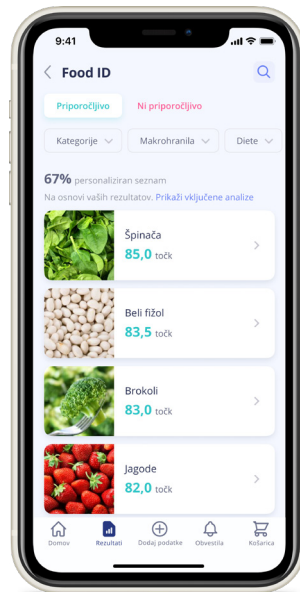 9:41
Food ID
Priporočljivo
Ni priporočljivo
Kategorije
Makrohranila
Diete
67% personaliziran seznam
Na osnovi vaših rezultatov. Prikaži vključene analize
Špinača
85,0 točk
Beli fižol
83,5 točk
Brokoli
83,0 točk
Jagode
82,0 točk
Domov
Rezultati
Dodaj podatke
Obvestila
Košarica